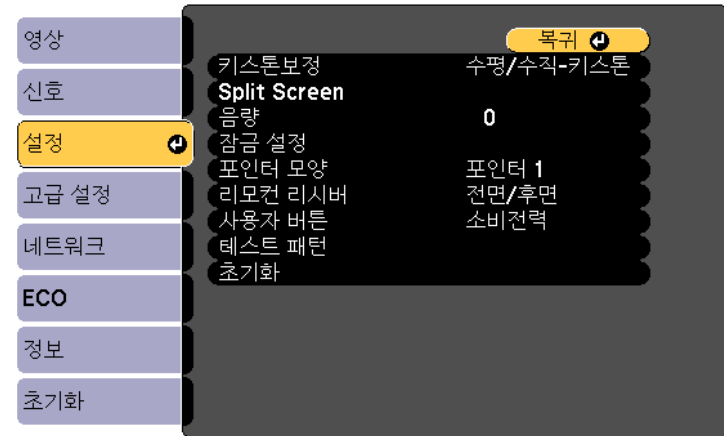 영상
신호
설정
고급 설정
네트워크
ECO
정보
초기화
복귀
키스톤보정 수평/수직-키스톤
Split Screen
음량 0
잠금 설정
포인터 모양 포인터 1
리모컨 리시버 전면/후면
사용자 버튼 소비전력
테스트 패턴
초기화